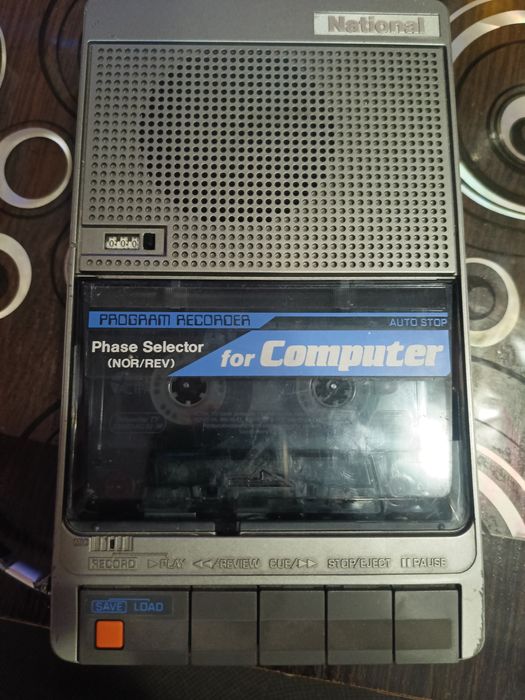 National
000
PROGRAM RECORDER
AUTO STOP
Phase Selector
(NOR/REV)
for Computer
MIC
RECORD ▷PLAY ◁◁/REVIEW CUE/▷▷ STOP/EJECT ❙❙PAUSE
SAVE LOAD